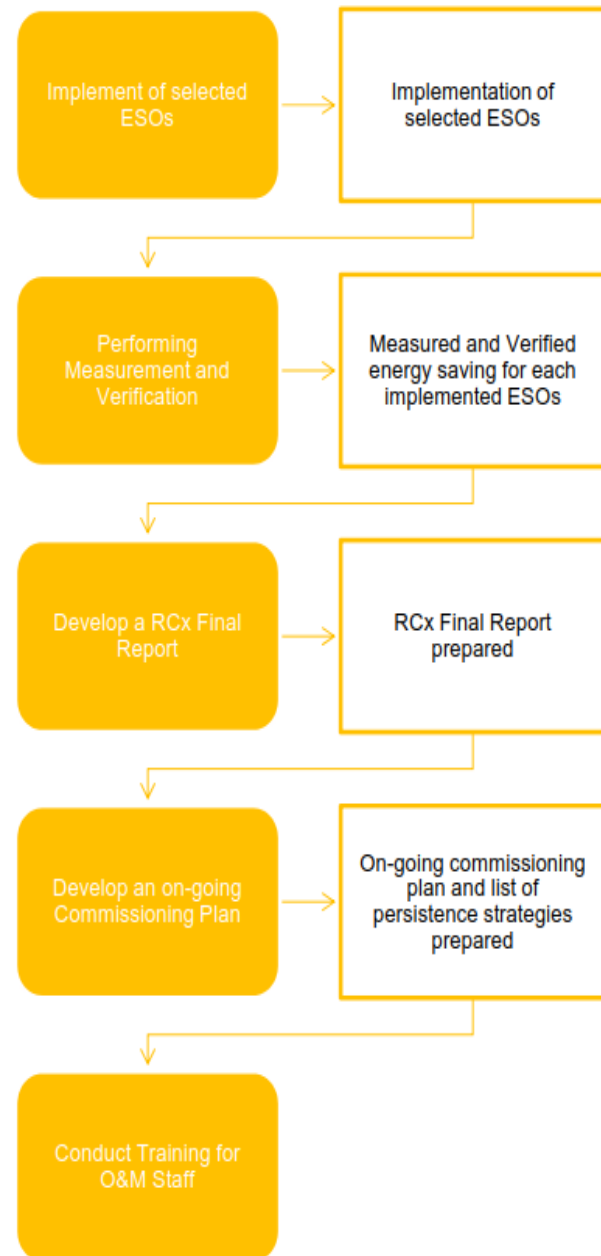 Implement of selected
ESOs
Implementation of
selected ESOs
Performing
Measurement and
Verification
Measured and Verified
energy saving for each
implemented ESOs
Develop a RCx Final
Report
RCx Final Report
prepared
Develop an on-going
Commissioning Plan
On-going commissioning
plan and list of
persistence strategies
prepared
Conduct Training for
O&M Staff